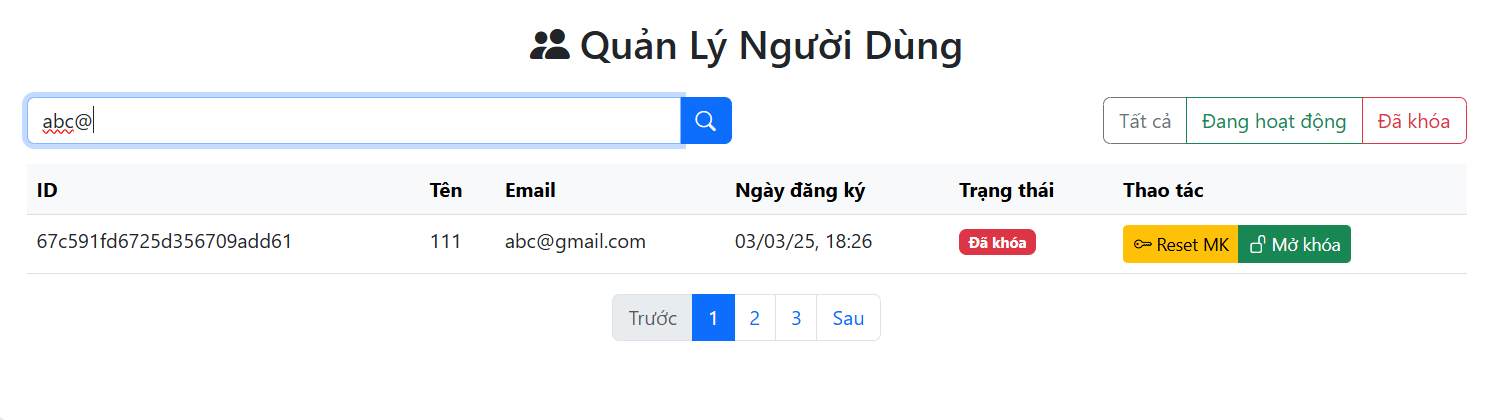 Quản Lý Người Dùng
abc@
Tất cả Đang hoạt động Đã khóa
ID Tên Email Ngày đăng ký Trạng thái Thao tác
67c591fd6725d356709add61 111 abc@gmail.com 03/03/25, 18:26 Đã khóa Reset MK Mở khóa
Trước 1 2 3 Sau